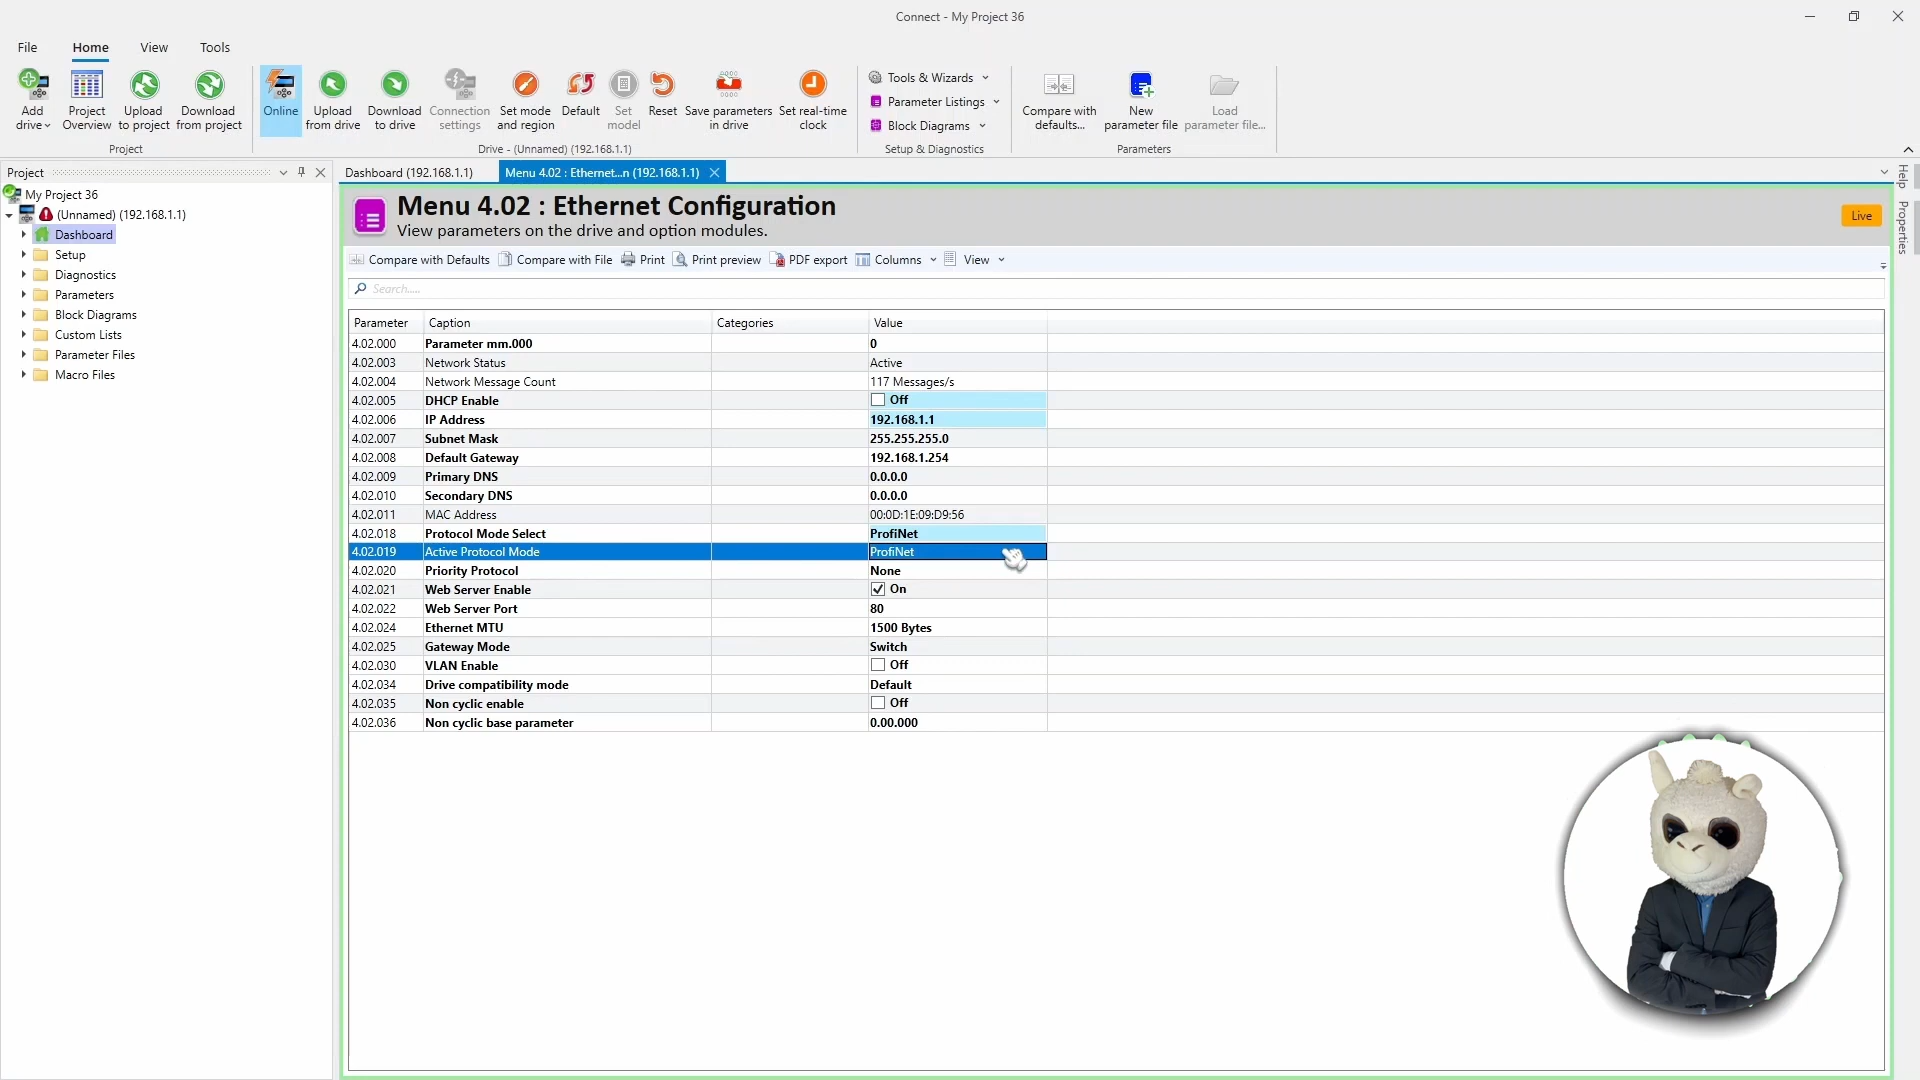 Connect - My Project 36
File
Home
View
Tools
Add drive
Project Overview
Upload to project
Download from project
Project
Online
Upload from drive
Download to drive
Connection settings
Set mode and region
Default
Set model
Reset
Save parameters in drive
Set real-time clock
Drive - (Unnamed) (192.168.1.1)
Tools & Wizards
Parameter Listings
Block Diagrams
Setup & Diagnostics
Compare with defaults...
New parameter file
Load parameter file...
Parameters
Project
My Project 36
(Unnamed) (192.168.1.1)
Dashboard
Setup
Diagnostics
Parameters
Block Diagrams
Custom Lists
Parameter Files
Macro Files
Dashboard (192.168.1.1)
Menu 4.02 : Ethernet...n (192.168.1.1)
Help
Properties
Menu 4.02 : Ethernet Configuration
View parameters on the drive and option modules.
Live
Compare with Defaults
Compare with File
Print
Print preview
PDF export
Columns
View
Search.....
Parameter Caption Categories Value
4.02.000 Parameter mm.000 0
4.02.003 Network Status Active
4.02.004 Network Message Count 117 Messages/s
4.02.005 DHCP Enable Off
4.02.006 IP Address 192.168.1.1
4.02.007 Subnet Mask 255.255.255.0
4.02.008 Default Gateway 192.168.1.254
4.02.009 Primary DNS 0.0.0.0
4.02.010 Secondary DNS 0.0.0.0
4.02.011 MAC Address 00:0D:1E:09:D9:56
4.02.018 Protocol Mode Select ProfiNet
4.02.019 Active Protocol Mode ProfiNet
4.02.020 Priority Protocol None
4.02.021 Web Server Enable On
4.02.022 Web Server Port 80
4.02.024 Ethernet MTU 1500 Bytes
4.02.025 Gateway Mode Switch
4.02.030 VLAN Enable Off
4.02.034 Drive compatibility mode Default
4.02.035 Non cyclic enable Off
4.02.036 Non cyclic base parameter 0.00.000